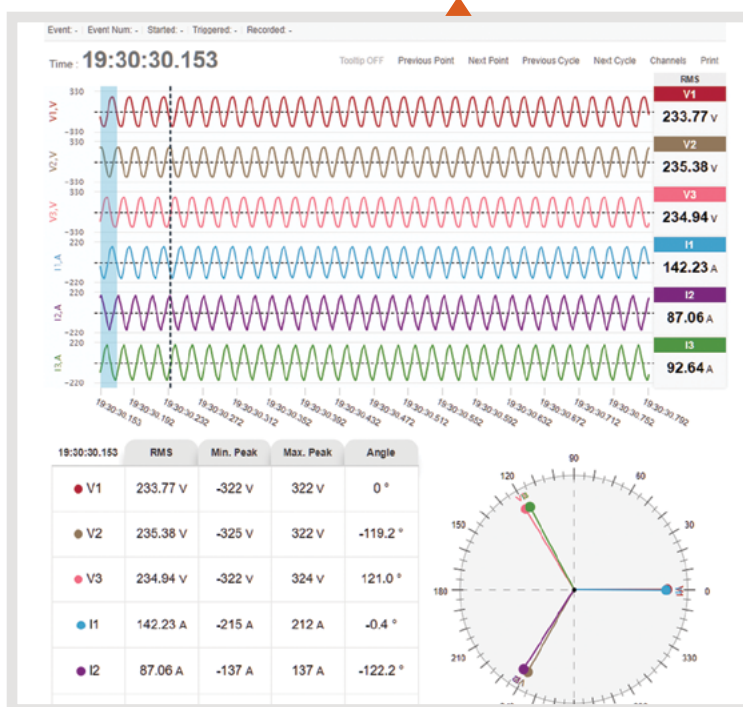 Event: - Event Num: - Started: - Triggered: - Recorded: -
Time : 19:30:30.153
Tooltip OFF Previous Point Next Point Previous Cycle Next Cycle Channels Print
RMS
330
V1,V
-330
V1
233.77 V
330
V2,V
-330
V2
235.38 V
330
V3,V
-330
V3
234.94 V
220
I1,A
-220
I1
142.23 A
220
I2,A
-220
I2
87.06 A
220
I3,A
-220
I3
92.64 A
19:30:30.153 19:30:30.192 19:30:30.232 19:30:30.272 19:30:30.312 19:30:30.352 19:30:30.392 19:30:30.432 19:30:30.472 19:30:30.512 19:30:30.552 19:30:30.592 19:30:30.632 19:30:30.672 19:30:30.712 19:30:30.752 19:30:30.792
19:30:30.153 RMS Min. Peak Max. Peak Angle
V1 233.77 V -322 V 322 V 0 °
V2 235.38 V -325 V 322 V -119.2 °
V3 234.94 V -322 V 324 V 121.0 °
I1 142.23 A -215 A 212 A -0.4 °
I2 87.06 A -137 A 137 A -122.2 °
90
120 60
150 30
180 0
210 330